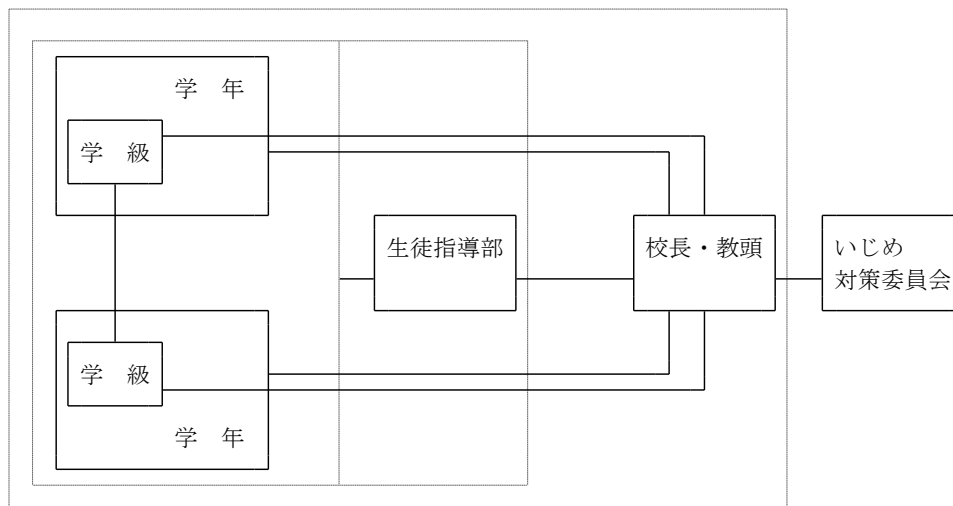 学　年
学　級
生徒指導部
校長・教頭
いじめ
対策委員会
学　級
学　年